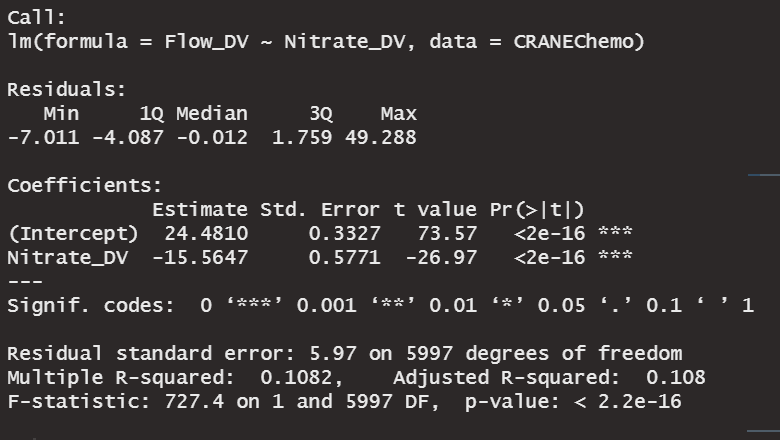 Call:
lm(formula = Flow_DV ~ Nitrate_DV, data = CRANEChemo)
Residuals:
Min 1Q Median 3Q Max
-7.011 -4.087 -0.012 1.759 49.288
Coefficients:
Estimate Std. Error t value Pr(>|t|)
(Intercept) 24.4810 0.3327 73.57 <2e-16 ***
Nitrate_DV -15.5647 0.5771 -26.97 <2e-16 ***
---
Signif. codes: 0 ‘***’ 0.001 ‘**’ 0.01 ‘*’ 0.05 ‘.’ 0.1 ‘ ’ 1
Residual standard error: 5.97 on 5997 degrees of freedom
Multiple R-squared: 0.1082, Adjusted R-squared: 0.108
F-statistic: 727.4 on 1 and 5997 DF, p-value: < 2.2e-16